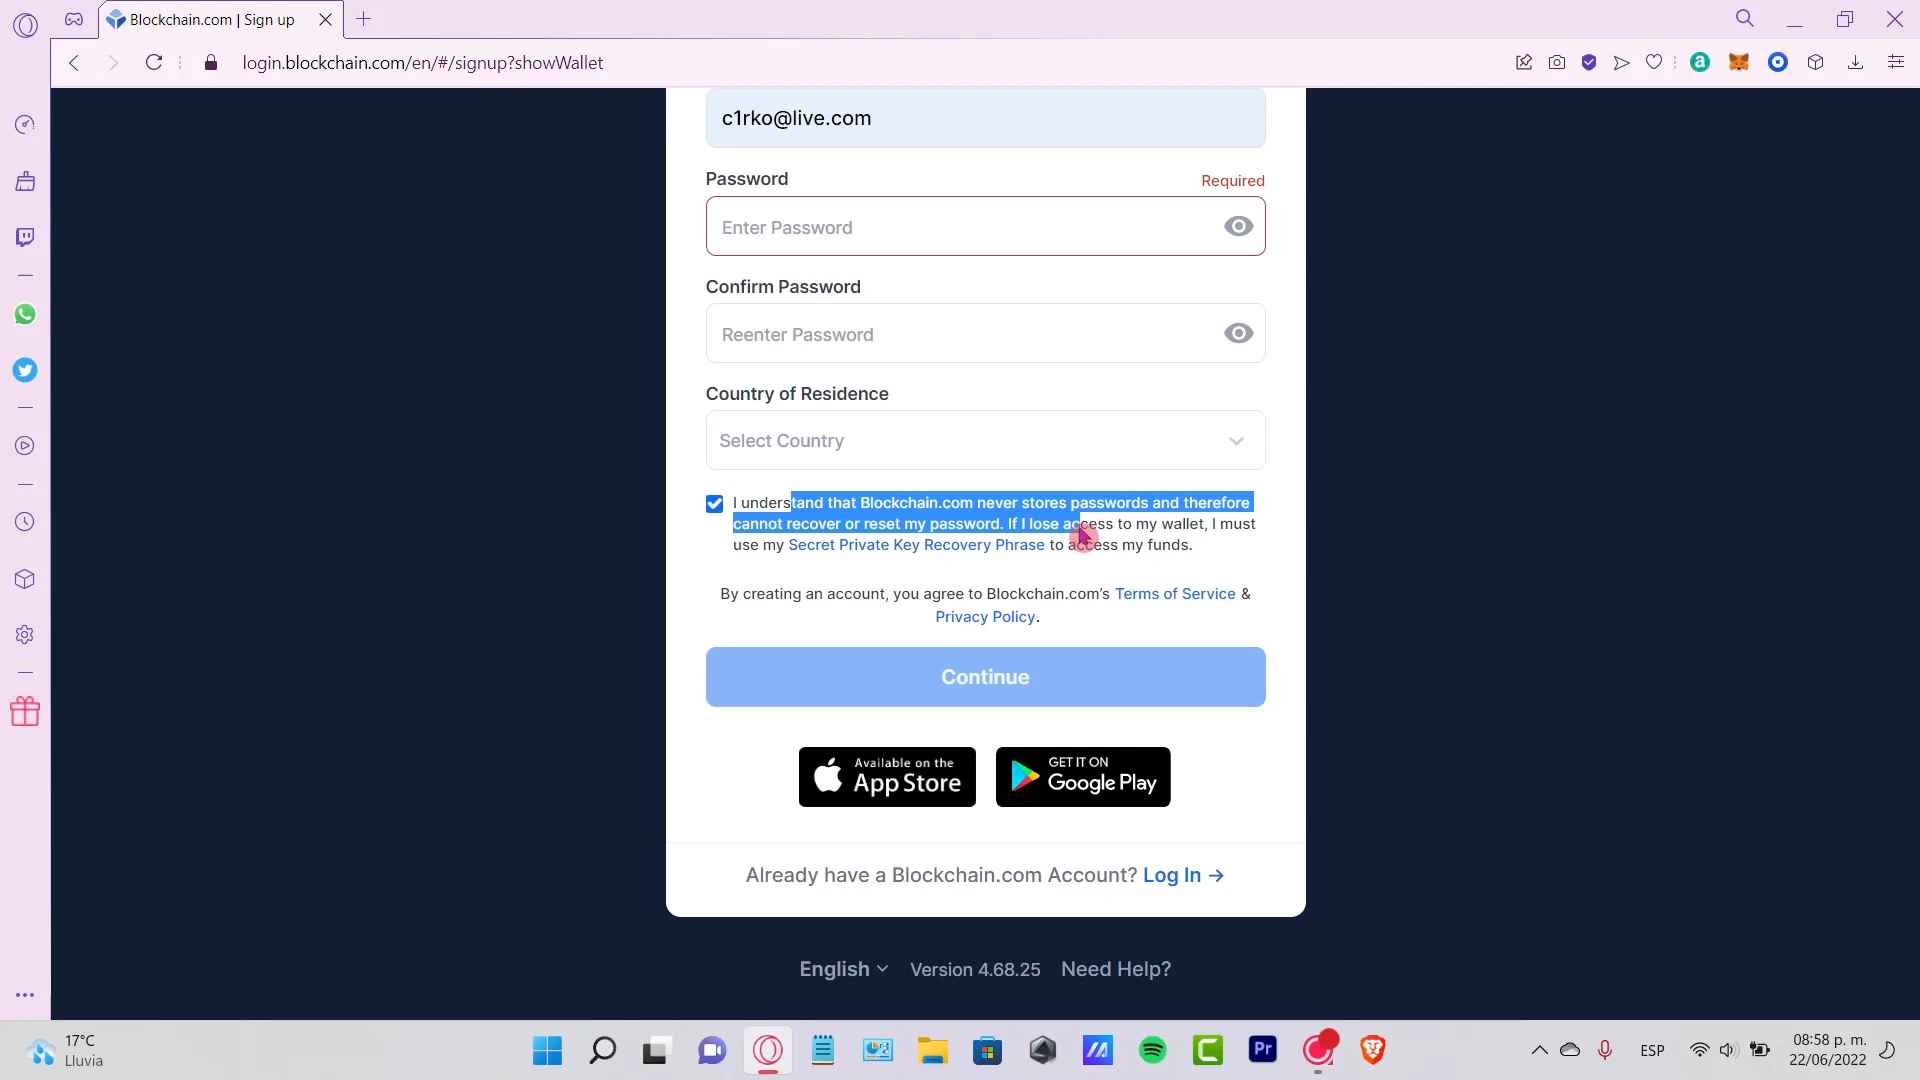 Blockchain.com | Sign up
login.blockchain.com/en/#/signup?showWallet
c1rko@live.com
Password
Required
Enter Password
Confirm Password
Reenter Password
Country of Residence
Select Country
I understand that Blockchain.com never stores passwords and therefore
cannot recover or reset my password. If I lose access to my wallet, I must
use my Secret Private Key Recovery Phrase to access my funds.
By creating an account, you agree to Blockchain.com's Terms of Service &
Privacy Policy.
Continue
Available on the
App Store
GET IT ON
Google Play
Already have a Blockchain.com Account? Log In →
English
Version 4.68.25
Need Help?
17°C
Lluvia
Pr
ESP
08:58 p. m.
22/06/2022